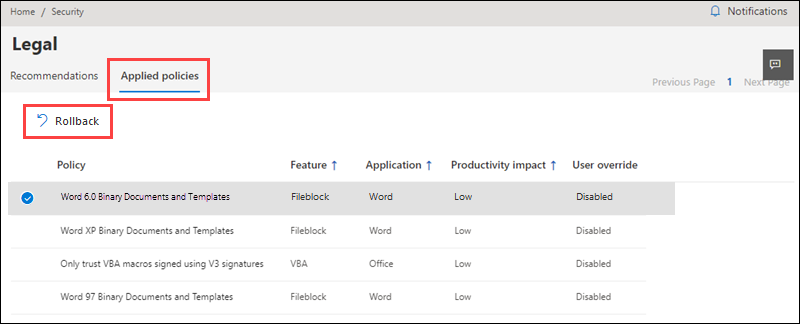 Home / Security
Notifications
Legal
Recommendations
Applied policies
Previous Page 1 Next Page
Rollback
Policy Feature ↑ Application ↑ Productivity impact ↑ User override
Word 6.0 Binary Documents and Templates Fileblock Word Low Disabled
Word XP Binary Documents and Templates Fileblock Word Low Disabled
Only trust VBA macros signed using V3 signatures VBA Office Low Disabled
Word 97 Binary Documents and Templates Fileblock Word Low Disabled